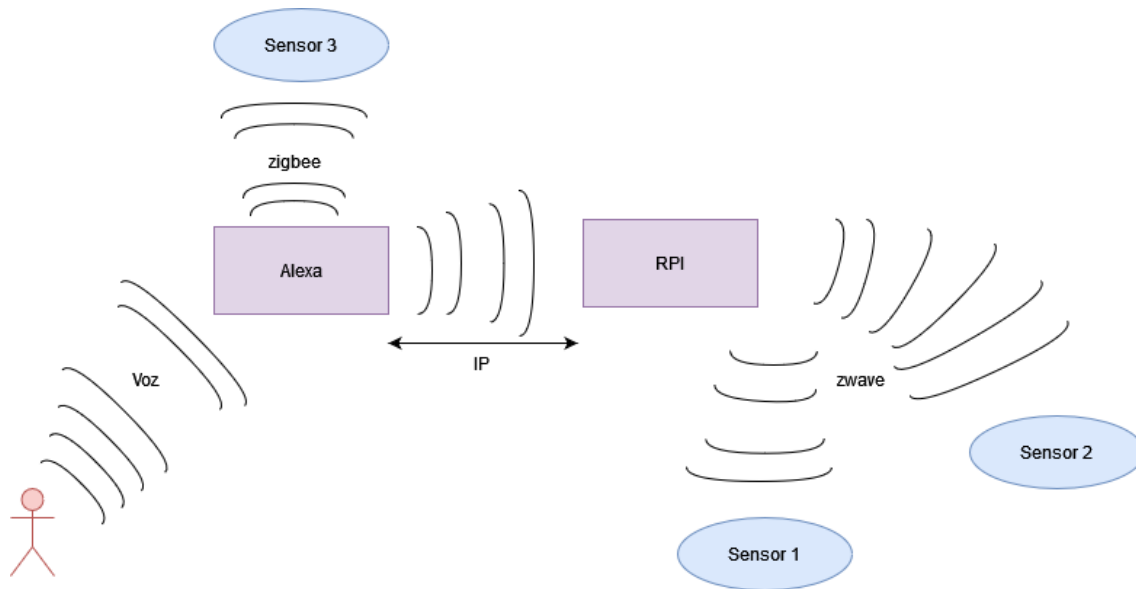 Sensor 3
zigbee
Alexa
RPI
IP
Voz
zwave
Sensor 2
Sensor 1